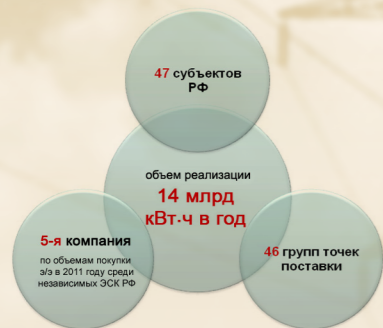 47 субъектов
РФ
объем реализации
14 млрд
кВт·ч в год
5-я компания
по объемам покупки
э/э в 2011 году среди
независимых ЭСК РФ
46 групп точек
поставки